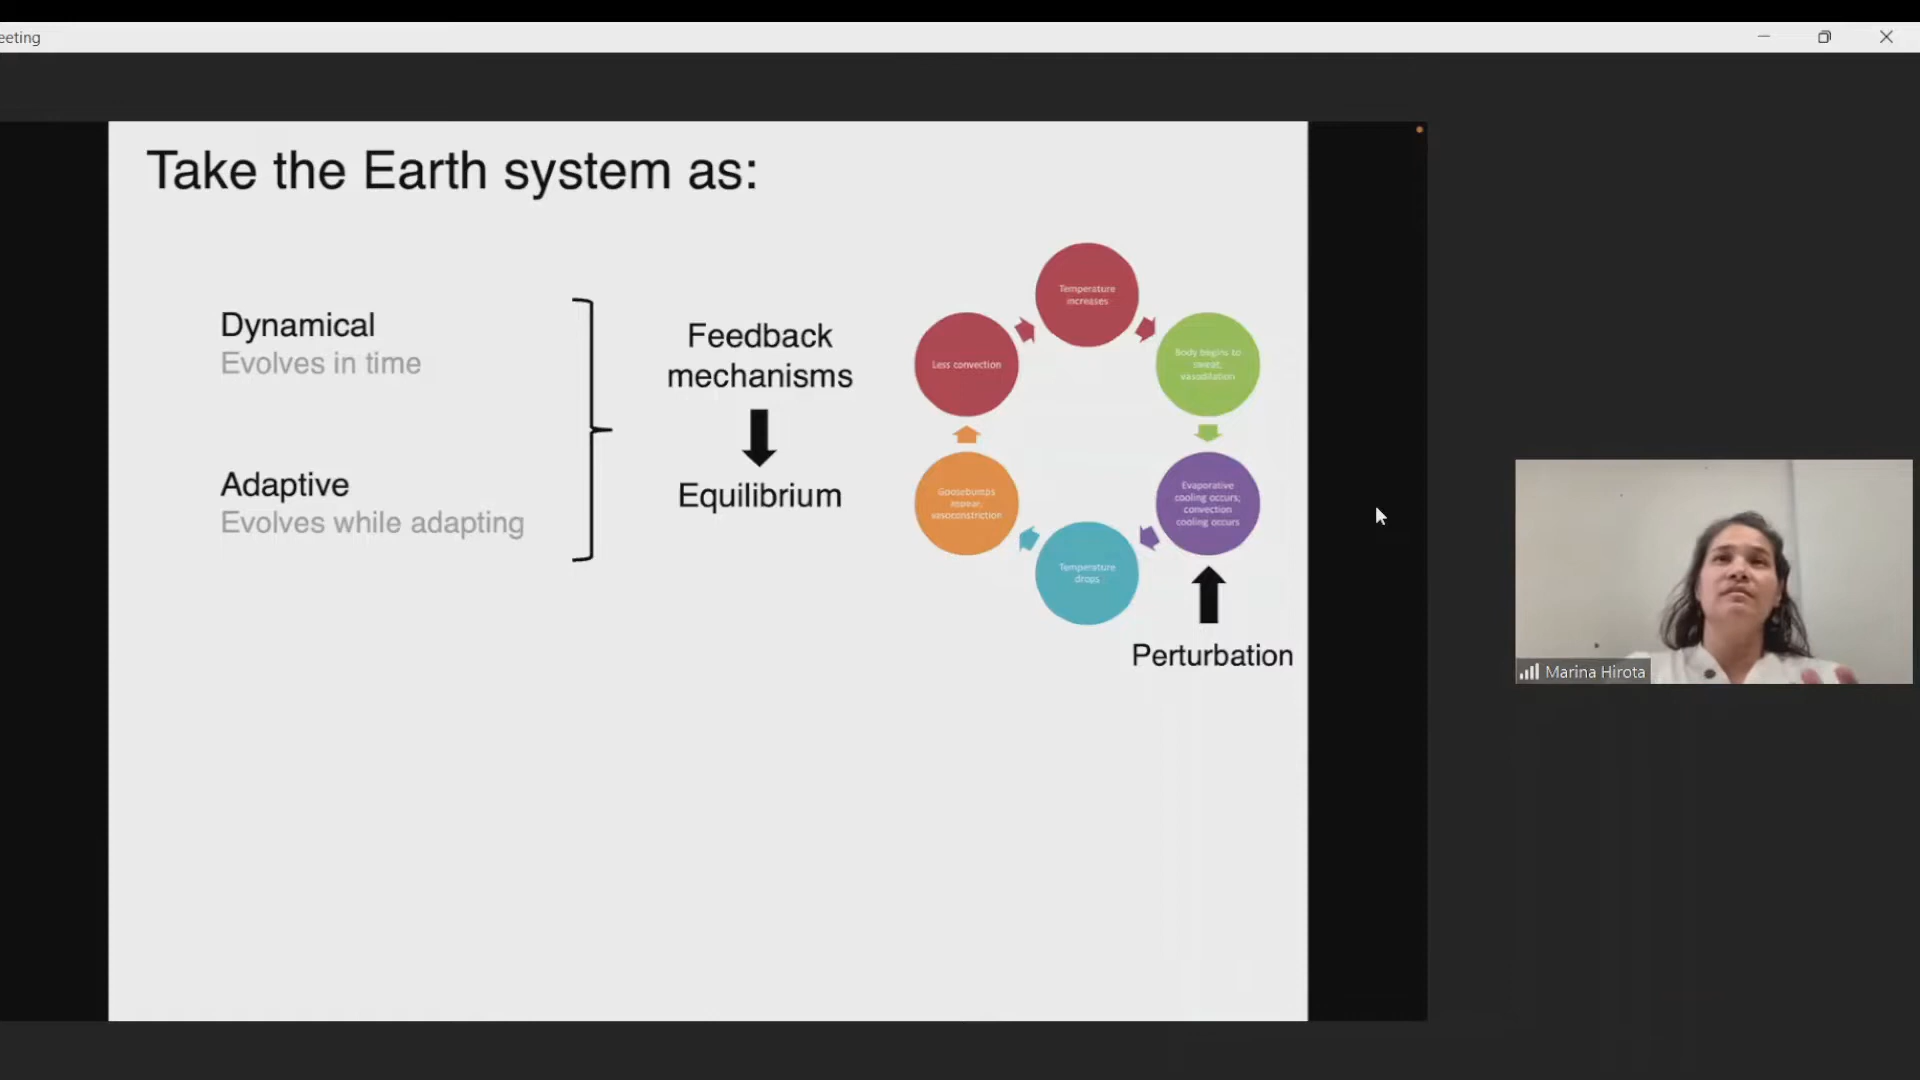 eeting
Take the Earth system as:
Dynamical
Evolves in time
Adaptive
Evolves while adapting
Feedback
mechanisms
Equilibrium
Temperature
increases
Body begins to
sweat;
vasodilation
Evaporative
cooling occurs;
convection
cooling occurs
Temperature
drops
Goosebumps
appear;
vasoconstriction
Less convection
Perturbation
Marina Hirota